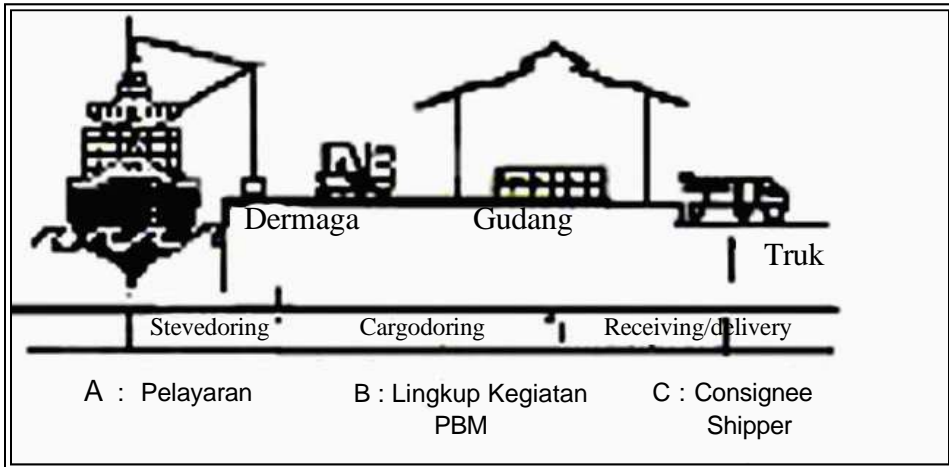 Dermaga Gudang
Truk
Stevedoring Cargodoring Receiving/delivery
A : Pelayaran B : Lingkup Kegiatan C : Consignee
PBM Shipper